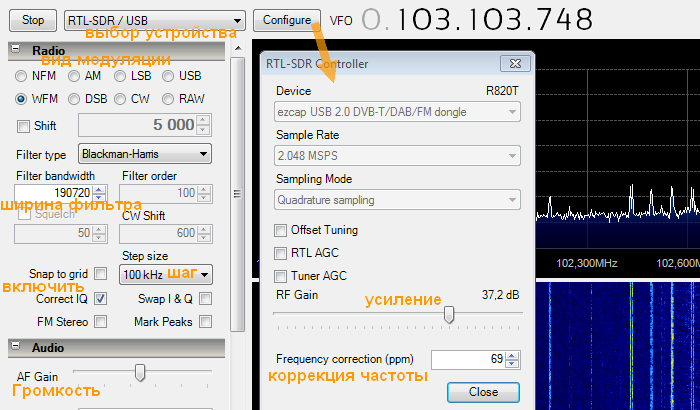 Stop RTL-SDR / USB Configure VFO 0.103.103.748
выбор устройства
Radio
вид модуляции
NFM AM LSB USB
WFM DSB CW RAW
Shift 5 000
Filter type Blackman-Harris
Filter bandwidth Filter order
190720 100
ширина фильтра
Squelch CW Shift
50 600
Step size
Snap to grid 100 kHz шаг
включить
Correct IQ Swap I & Q
FM Stereo Mark Peaks
Audio
AF Gain
Громкость
RTL-SDR Controller
Device R820T
ezcap USB 2.0 DVB-T/DAB/FM dongle
Sample Rate
2.048 MSPS
Sampling Mode
Quadrature sampling
Offset Tuning
RTL AGC
Tuner AGC
RF Gain усиление 37,2 dB
Frequency correction (ppm) 69
коррекция частоты
Close
102,300MHz 102,600M